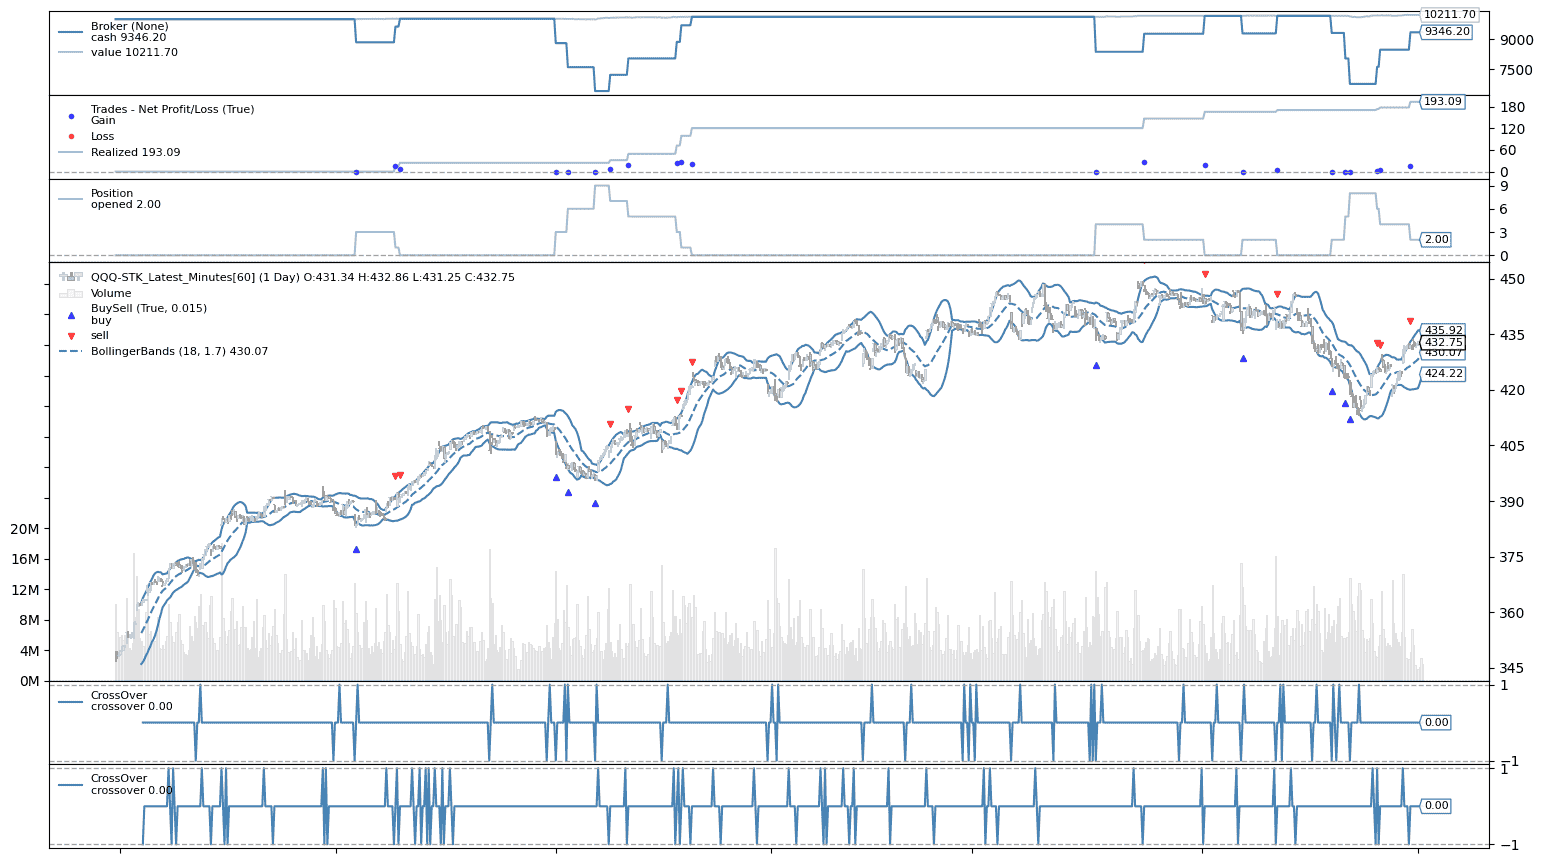 Broker (None)
cash 9346.20
value 10211.70
10211.70
9346.20
9000
7500
Trades - Net Profit/Loss (True)
Gain
Loss
Realized 193.09
193.09
180
120
60
0
Position
opened 2.00
9
6
3
2.00
0
QQQ-STK_Latest_Minutes[60] (1 Day) O:431.34 H:432.86 L:431.25 C:432.75
Volume
BuySell (True, 0.015)
buy
sell
BollingerBands (18, 1.7) 430.07
450
435
435.92
432.75
430.07
424.22
420
405
390
375
360
345
20M
16M
12M
8M
4M
0M
CrossOver
crossover 0.00
1
0.00
−1
CrossOver
crossover 0.00
1
0.00
−1